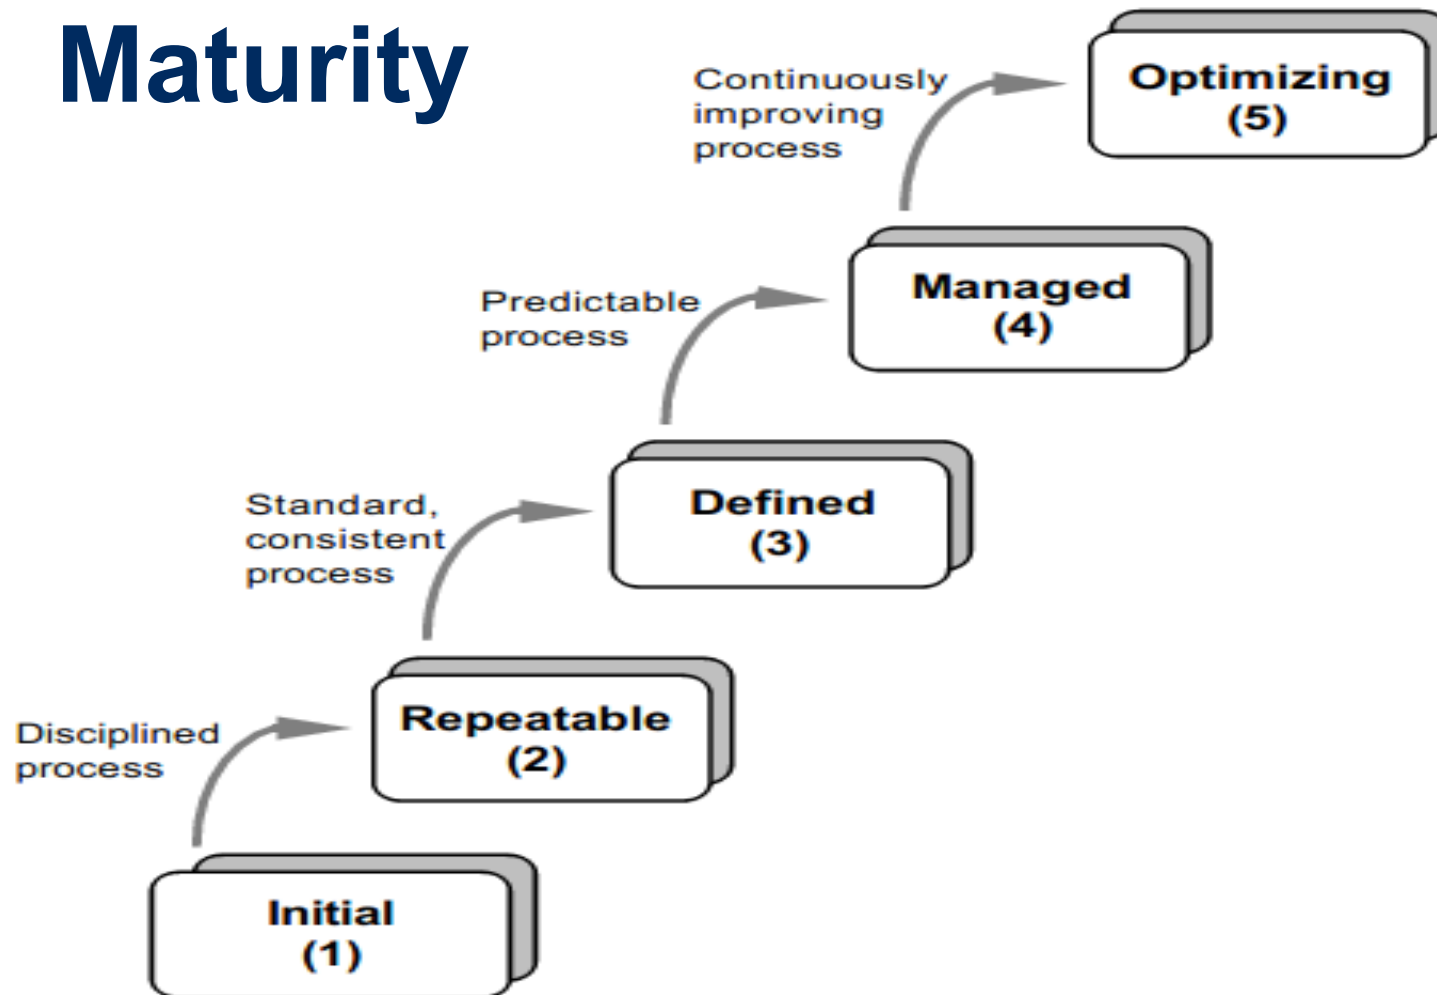 Maturity
Continuously
improving
process
Optimizing
(5)
Predictable
process
Managed
(4)
Standard,
consistent
process
Defined
(3)
Disciplined
process
Repeatable
(2)
Initial
(1)